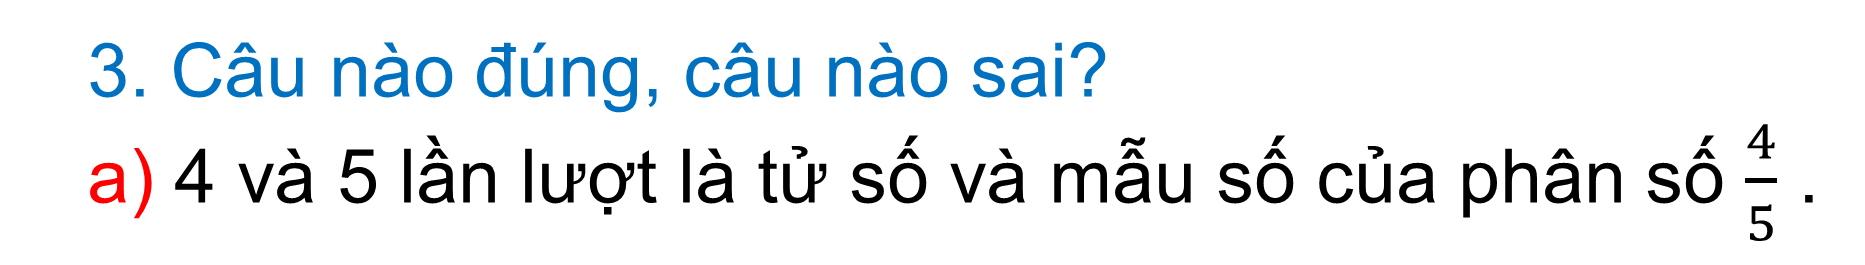 3. Câu nào đúng, câu nào sai?
a) 4 và 5 lần lượt là tử số và mẫu số của phân số 4/5 .